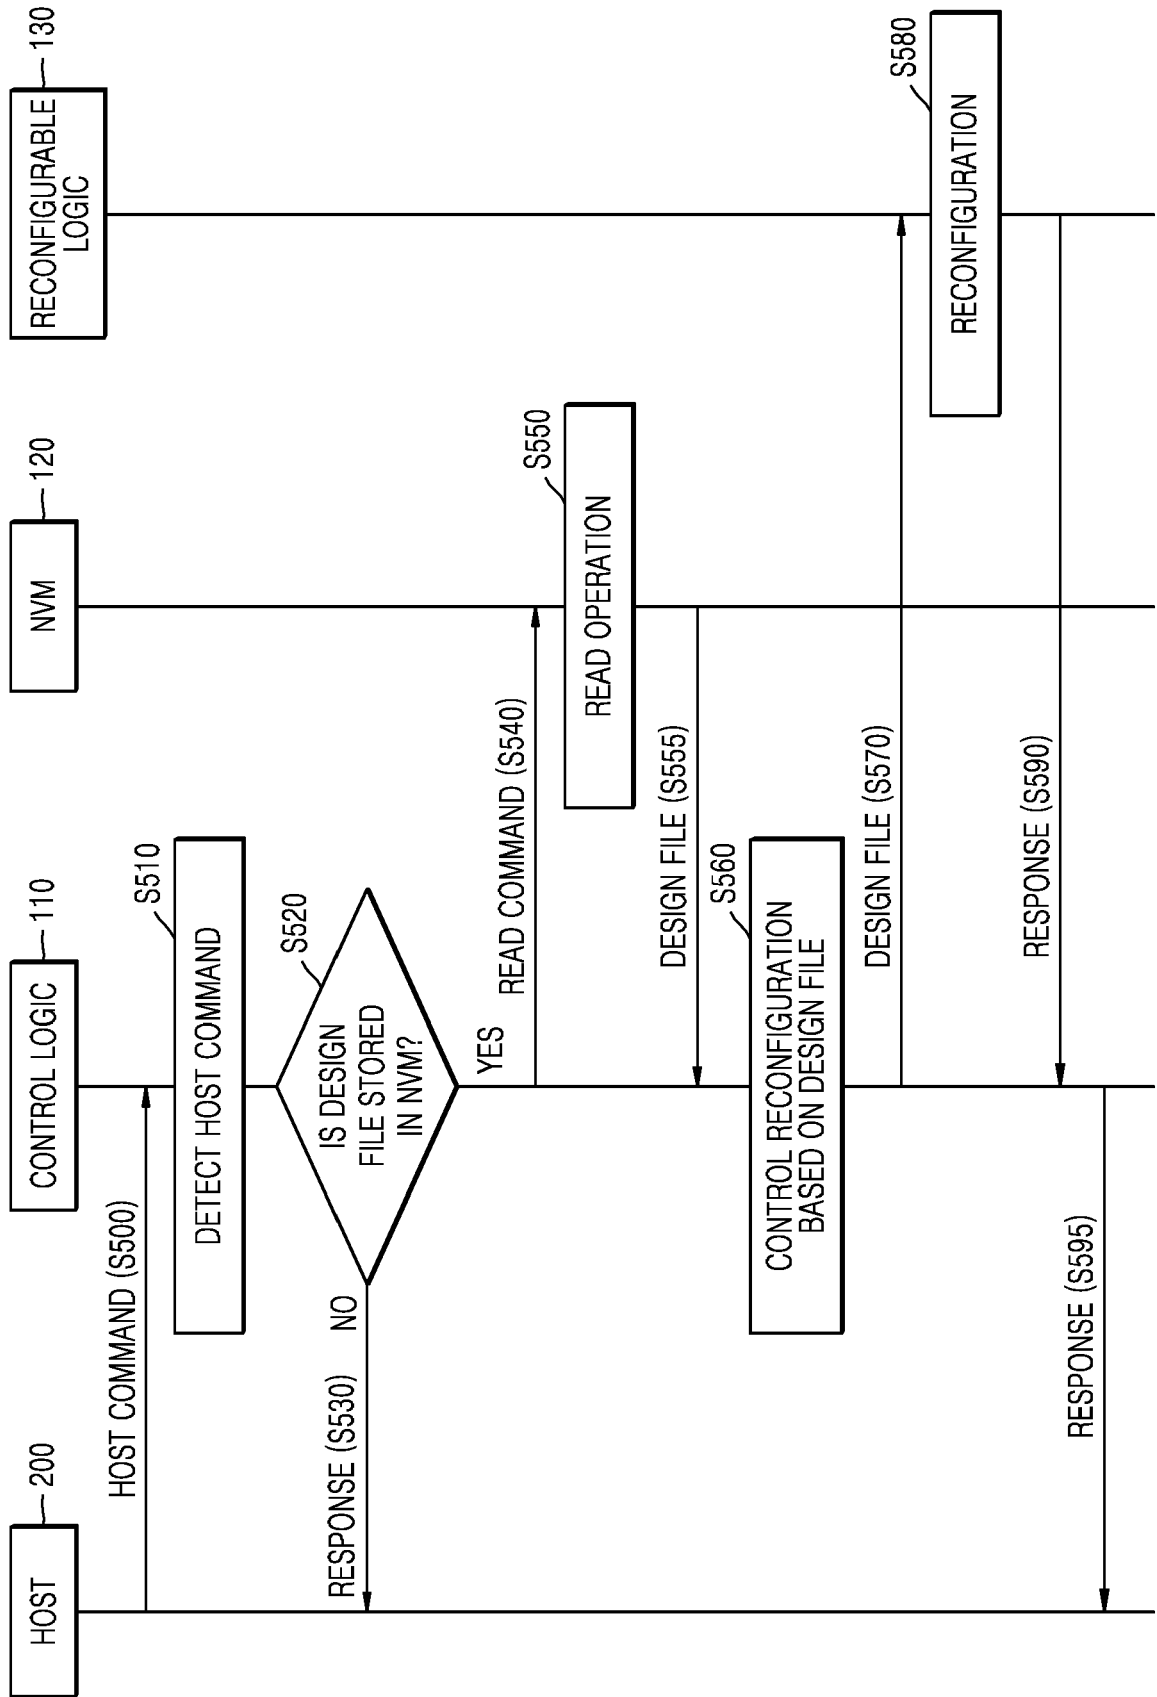 HOST
200
CONTROL LOGIC
110
NVM
120
RECONFIGURABLE
LOGIC
130
HOST COMMAND (S500)
S510
DETECT HOST COMMAND
S520
IS DESIGN
FILE STORED
IN NVM?
NO
RESPONSE (S530)
YES
READ COMMAND (S540)
S550
READ OPERATION
DESIGN FILE (S555)
S560
CONTROL RECONFIGURATION
BASED ON DESIGN FILE
DESIGN FILE (S570)
S580
RECONFIGURATION
RESPONSE (S590)
RESPONSE (S595)